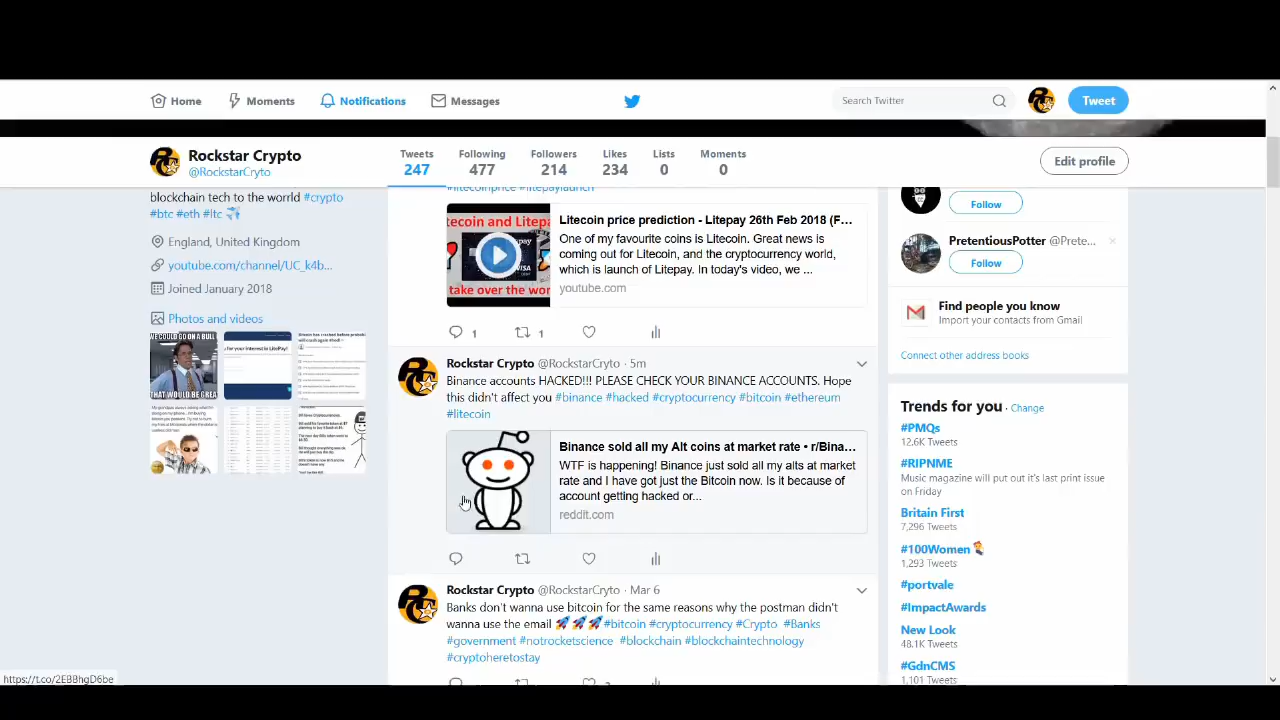 Home
Moments
Notifications
Messages
Search Twitter
Tweet
Rockstar Crypto
@RockstarCryto
Tweets
247
Following
477
Followers
214
Likes
234
Lists
0
Moments
0
Edit profile
blockchain tech to the worrld #crypto
#btc #eth #ltc
England, United Kingdom
youtube.com/channel/UC_k4b...
Joined January 2018
Photos and videos
#litecoinprice #litepaylaunch
tecoin and Litepa
take over the wor
Litecoin price prediction - Litepay 26th Feb 2018 (F...
One of my favourite coins is Litecoin. Great news is
coming out for Litecoin, and the cryptocurrency world,
which is launch of Litepay. In today's video, we ...
youtube.com
1
1
Rockstar Crypto @RockstarCryto · 5m
Binance accounts HACKED!!! PLEASE CHECK YOUR BINANCE ACCOUNTS! Hope
this didn't affect you #binance #hacked #cryptocurrency #bitcoin #ethereum
#litecoin
Binance sold all my Alts at market rate • r/Bina...
WTF is happening! Binance just sold all my alts at market
rate and I have got just the Bitcoin now. Is it because of
account getting hacked or...
reddit.com
Rockstar Crypto @RockstarCryto · Mar 6
Banks don't wanna use bitcoin for the same reasons why the postman didn't
wanna use the email 🚀🚀🚀#bitcoin #cryptocurrency #Crypto #Banks
#government #notrocketscience #blockchain #blockchaintechnology
#cryptoheretostay
Follow
PretentiousPotter @Prete...
Follow
Find people you know
Import your contacts from Gmail
Connect other address books
Trends for you · Change
#PMQs
12.6K Tweets
#RIPNME
Music magazine will put out it's last print issue
on Friday
Britain First
7,296 Tweets
#100Women
1,293 Tweets
#portvale
#ImpactAwards
New Look
48.1K Tweets
#GdnCMS
1,101 Tweets
https://t.co/2EBBhgD6be